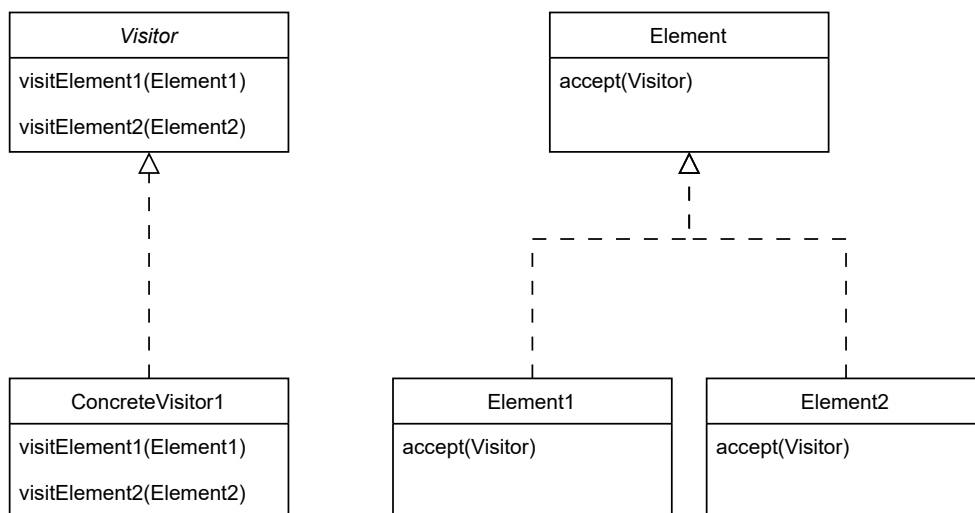 Visitor
visitElement1(Element1)
visitElement2(Element2)
Element
accept(Visitor)
ConcreteVisitor1
visitElement1(Element1)
visitElement2(Element2)
Element1
accept(Visitor)
Element2
accept(Visitor)